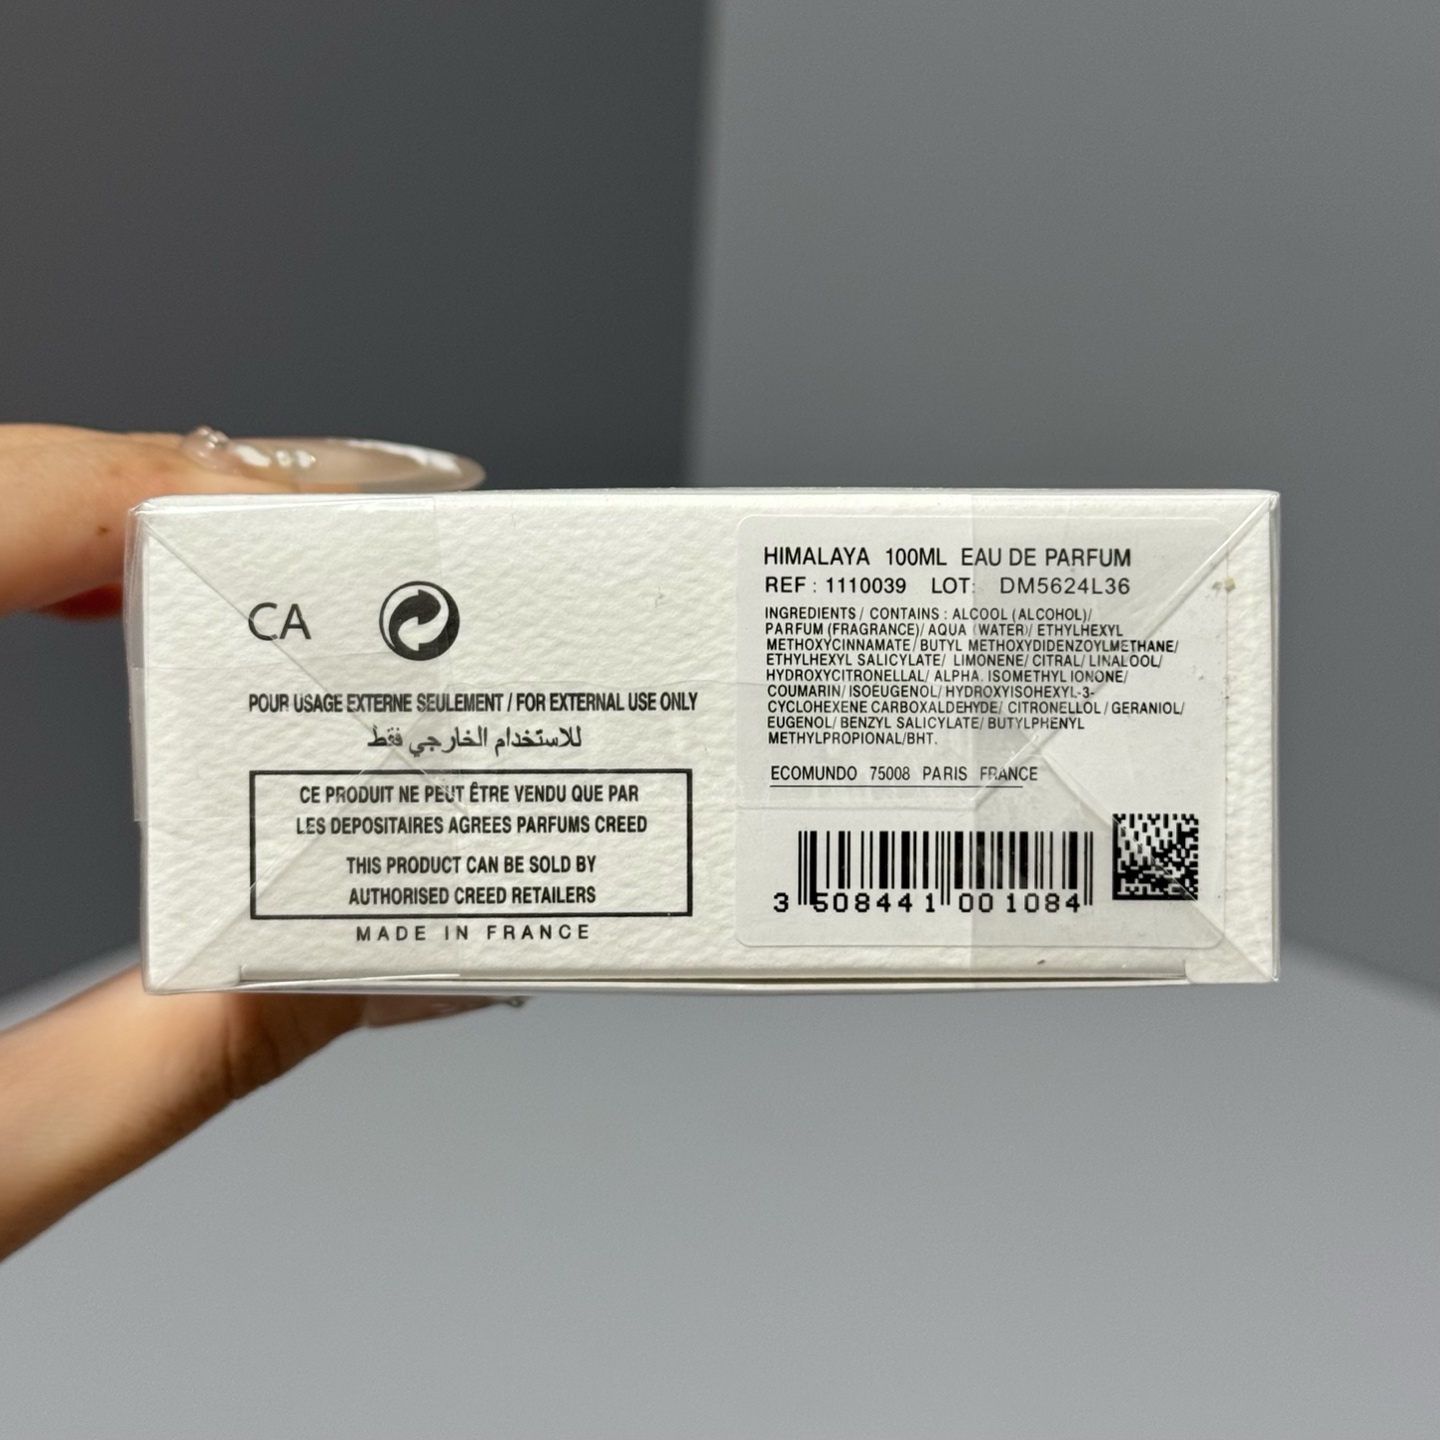 CA
POUR USAGE EXTERNE SEULEMENT / FOR EXTERNAL USE ONLY
للاستخدام الخارجي فقط
CE PRODUIT NE PEUT ÊTRE VENDU QUE PAR
LES DEPOSITAIRES AGREES PARFUMS CREED
THIS PRODUCT CAN BE SOLD BY
AUTHORISED CREED RETAILERS
MADE IN FRANCE
HIMALAYA 100ML EAU DE PARFUM
REF : 1110039 LOT: DM5624L36
INGREDIENTS / CONTAINS : ALCOOL (ALCOHOL)/
PARFUM (FRAGRANCE)/ AQUA (WATER)/ ETHYLHEXYL
METHOXYCINNAMATE/ BUTYL METHOXYDIDENZOYLMETHANE/
ETHYLHEXYL SALICYLATE/ LIMONENE/ CITRAL/ LINALOOL/
HYDROXYCITRONELLAL/ ALPHA. ISOMETHYL IONONE/
COUMARIN/ ISOEUGENOL/ HYDROXYISOHEXYL-3-
CYCLOHEXENE CARBOXALDEHYDE/ CITRONELLOL / GERANIOL/
EUGENOL/ BENZYL SALICYLATE/ BUTYLPHENYL
METHYLPROPIONAL/BHT.
ECOMUNDO 75008 PARIS FRANCE
3 508441 001084